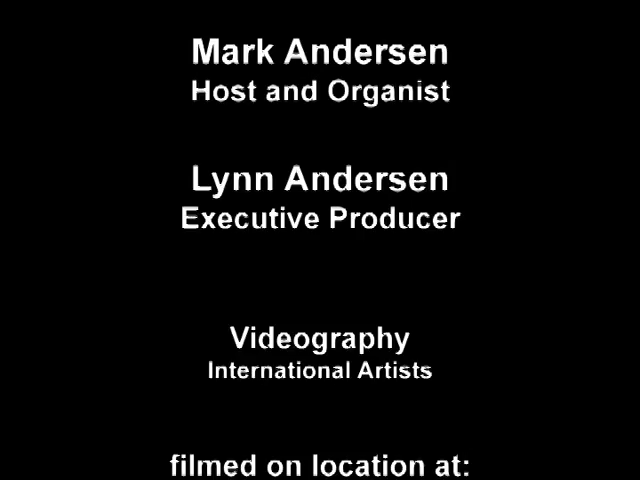 Mark Andersen
Host and Organist
Lynn Andersen
Executive Producer
Videography
International Artists
filmed on location at: